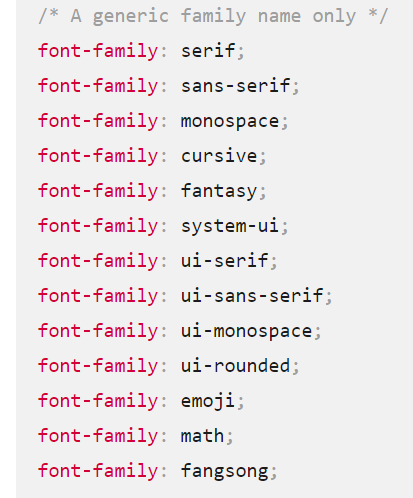 /* A generic family name only */
font-family: serif;
font-family: sans-serif;
font-family: monospace;
font-family: cursive;
font-family: fantasy;
font-family: system-ui;
font-family: ui-serif;
font-family: ui-sans-serif;
font-family: ui-monospace;
font-family: ui-rounded;
font-family: emoji;
font-family: math;
font-family: fangsong;